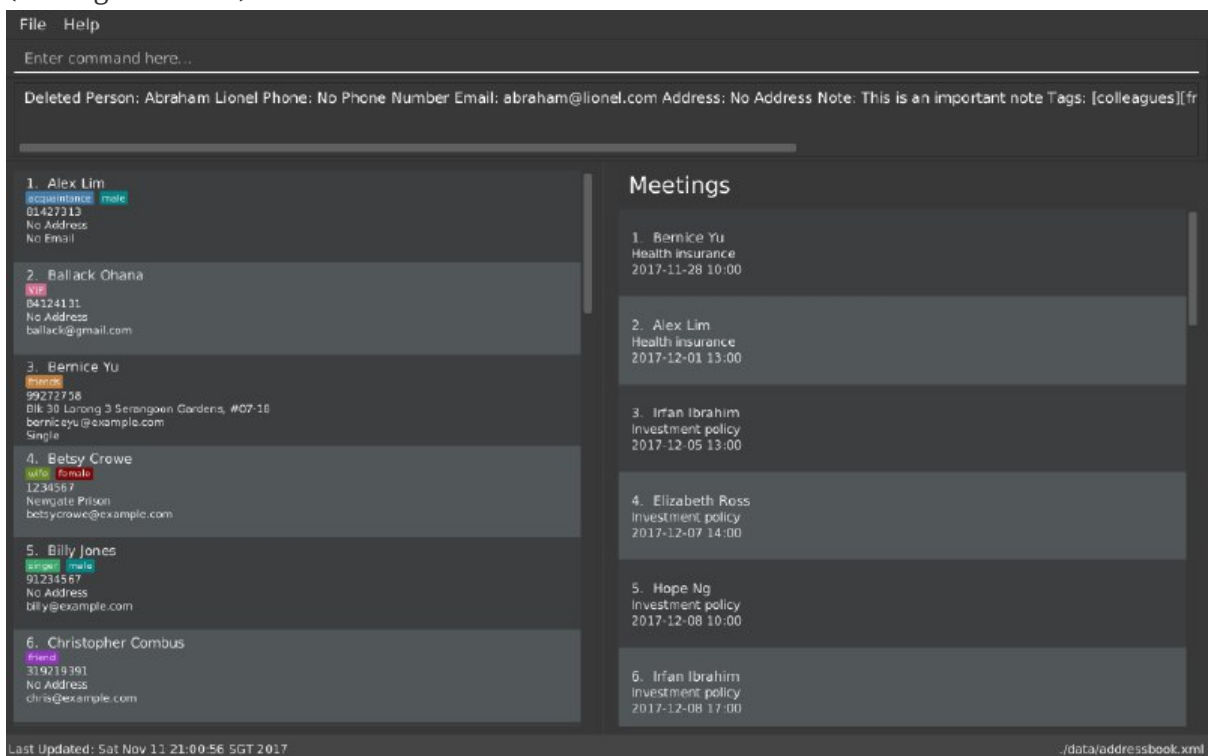 File Help
Enter command here...
Deleted Person: Abraham Lionel Phone: No Phone Number Email: abraham@lionel.com Address: No Address Note: This is an important note Tags: [colleagues][fr
1. Alex Lim
acquaintance male
81427313
No Address
No Email
2. Ballack Ohana
VIP
84124131
No Address
ballack@gmail.com
3. Bernice Yu
friends
99272758
Blk 30 Lorong 3 Serangoon Gardens, #07-18
berniceyu@example.com
Single
4. Betsy Crowe
wife female
1234567
Newgate Prison
betsycrowe@example.com
5. Billy Jones
singer male
91234567
No Address
billy@example.com
6. Christopher Combus
friend
319219391
No Address
chris@example.com
Meetings
1. Bernice Yu
Health insurance
2017-11-28 10:00
2. Alex Lim
Health insurance
2017-12-01 13:00
3. Irfan Ibrahim
Investment policy
2017-12-05 13:00
4. Elizabeth Ross
Investment policy
2017-12-07 14:00
5. Hope Ng
Investment policy
2017-12-08 10:00
6. Irfan Ibrahim
Investment policy
2017-12-08 17:00
Last Updated: Sat Nov 11 21:00:56 SGT 2017
./data/addressbook.xml